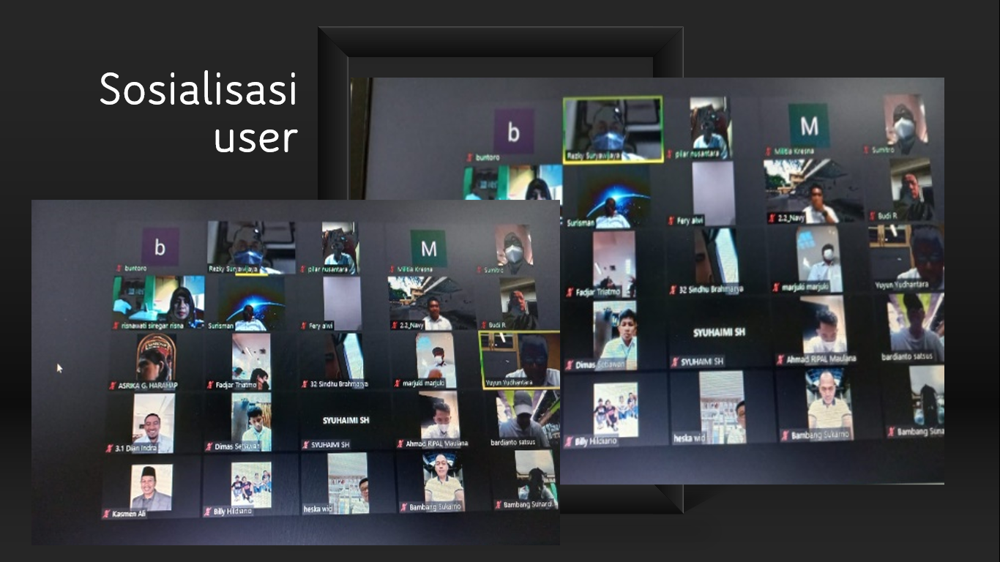 Sosialisasi
user
b
buntoro
Rezky Suryawijaya
pilar nusantara
M
Militia Kresna
Sumitro
risnawati siregar risna
Surisman
Fery alwi
2.2_Navy
Budi R
ASRIKA G. HARAHAP
Fadjar Triatmo
32 Sindhu Brahmarya
marjuki marjuki
Yuyun Yudhantara
3.1 Dian Indra
Dimas Setiawan
SYUHAIMI SH
SYUHAIMI SH
Ahmad RIPAL Maulana
bardianto satsus
Kasmen Ali
Billy Hildiano
heska wid
Bambang Sukarno
Bambang Sunard
b
buntoro
Rezky Suryawijaya
pilar nusantara
M
Militia Kresna
Sumitro
Surisman
Fery alwi
2.2_Navy
Budi R
Fadjar Triatmo
32 Sindhu Brahmarya
marjuki marjuki
Yuyun Yudhantara
Dimas Setiawan
SYUHAIMI SH
SYUHAIMI SH
Ahmad RIPAL Maulana
bardianto satsus
Billy Hildiano
heska wid
Bambang Sukarno
Bambang Suna